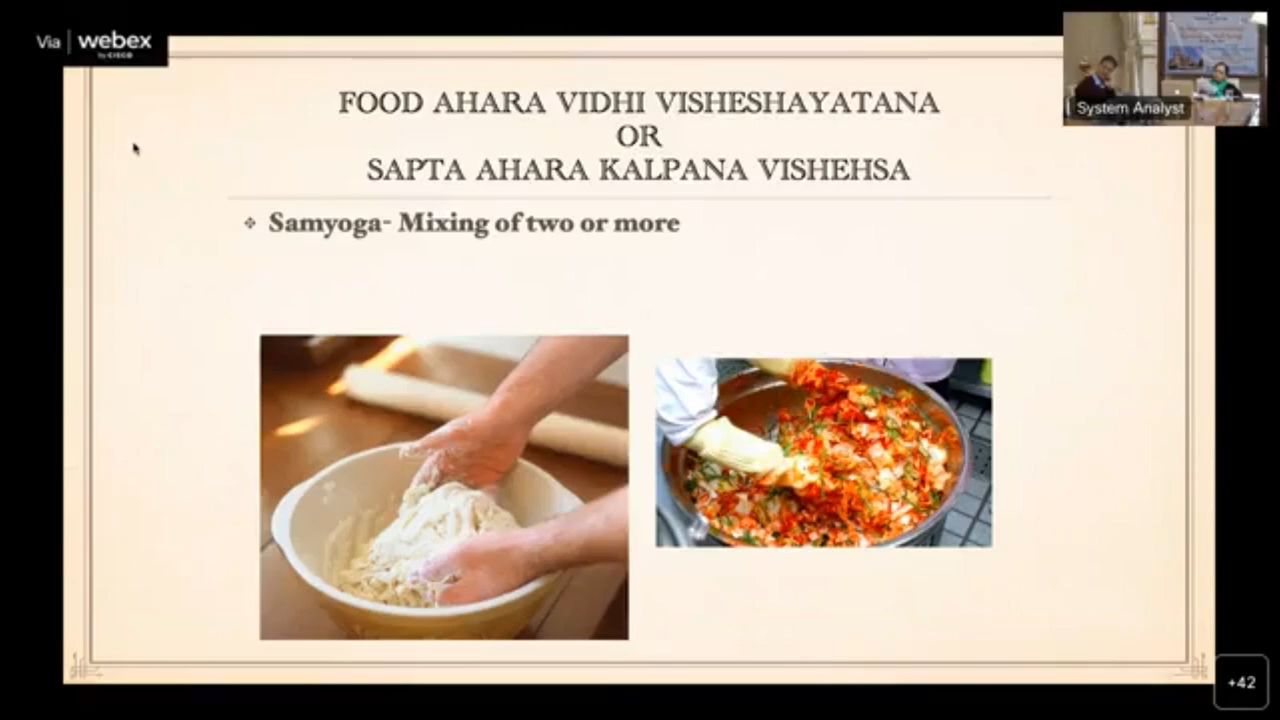 Via webex
by CISCO
FOOD AHARA VIDHI VISHESHAYATANA
OR
SAPTA AHARA KALPANA VISHEHSA
System Analyst
❖ Samyoga- Mixing of two or more
+42